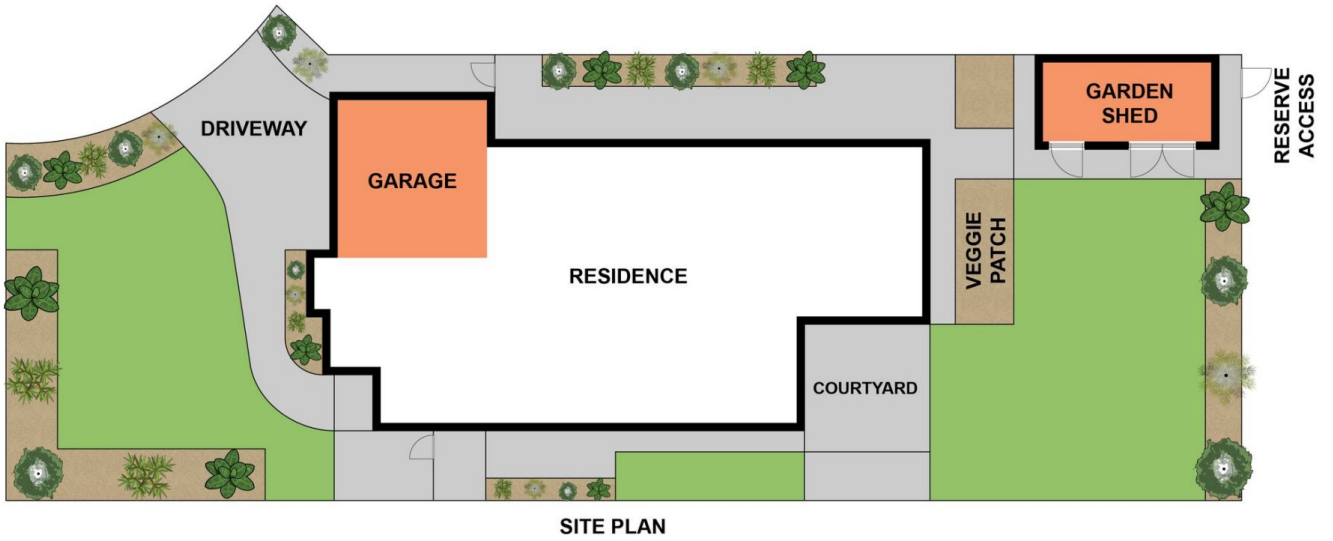 DRIVEWAY
GARAGE
RESIDENCE
VEGGIE
PATCH
GARDEN
SHED
RESERVE
ACCESS
COURTYARD
SITE PLAN